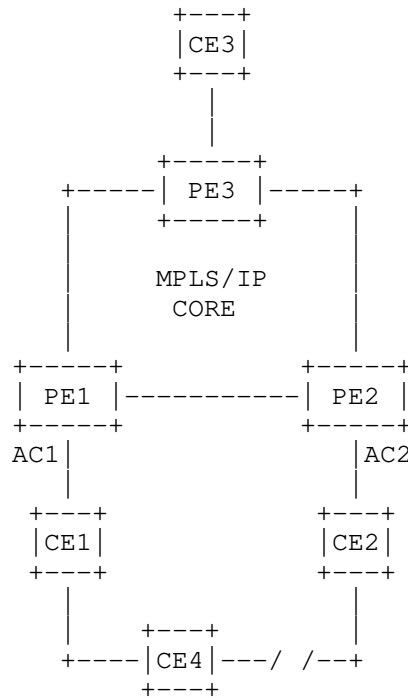 CE3
PE3
MPLS/IP
CORE
PE1 PE2
AC1 AC2
CE1 CE2
CE4